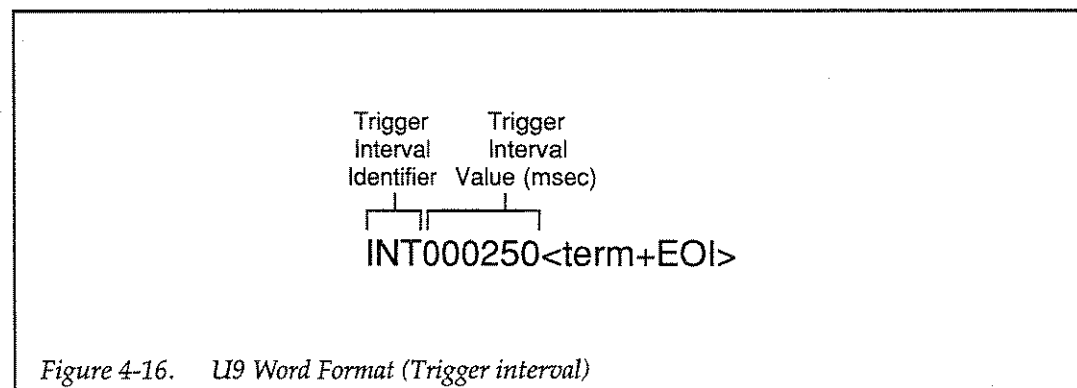 Trigger Trigger
Interval Interval
Identifier Value (msec)
INT000250<term+EOI>
Figure 4-16. U9 Word Format (Trigger interval)